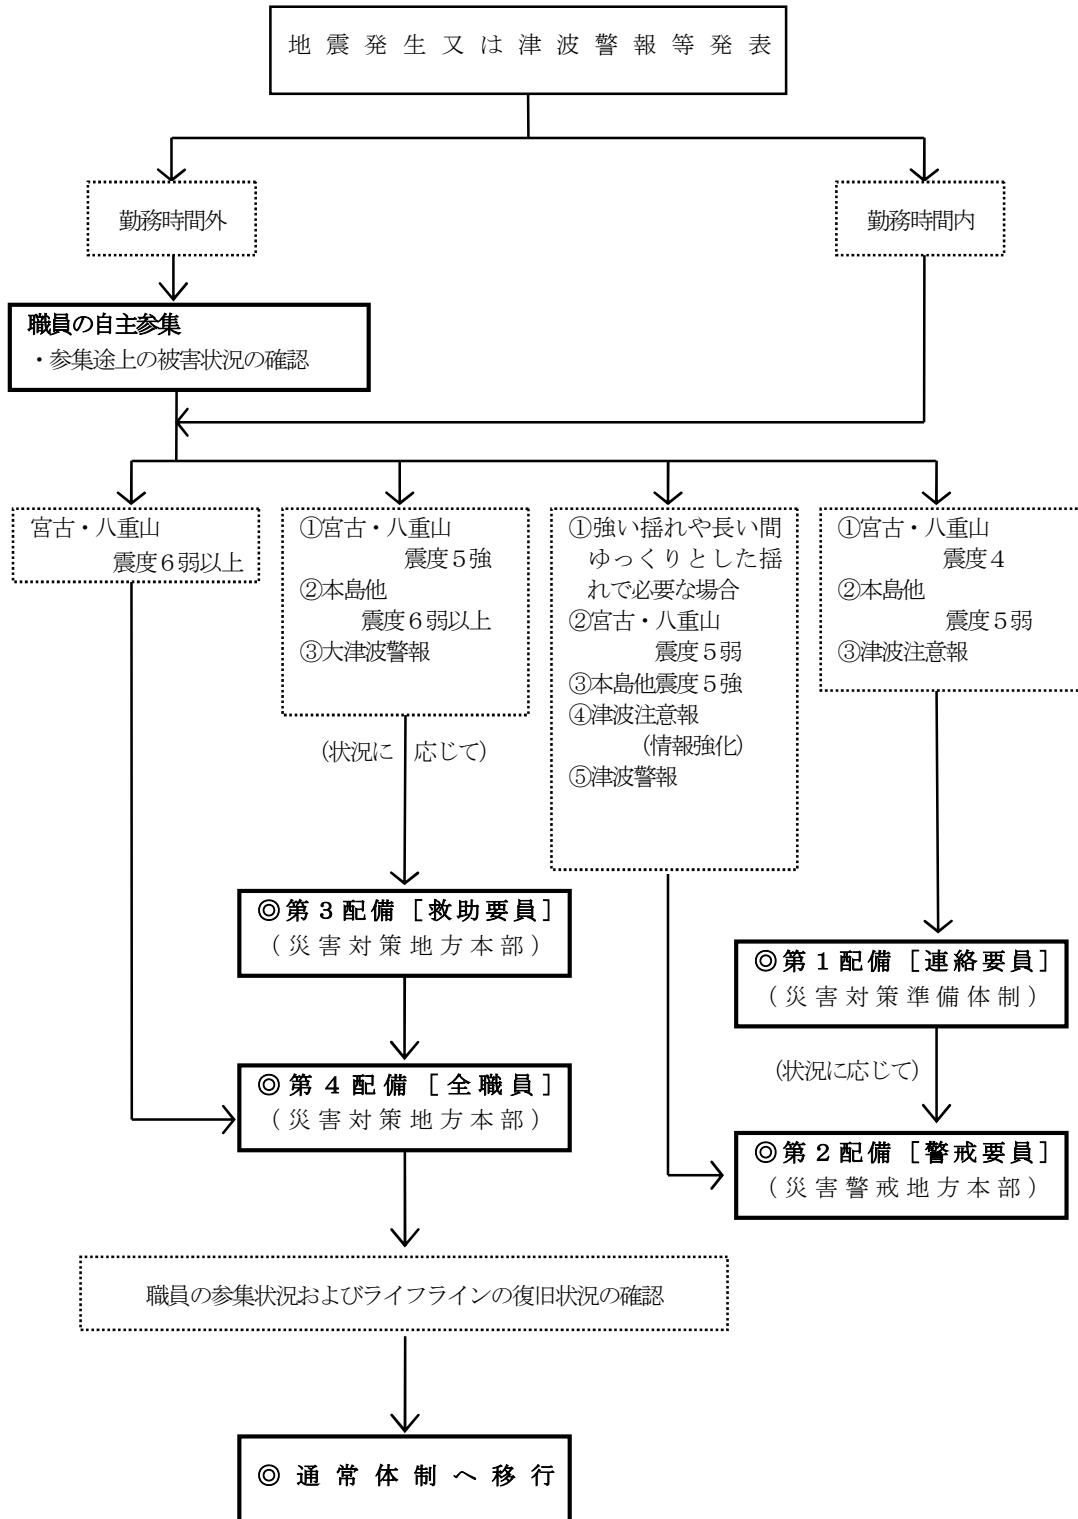 地震発生又は津波警報等発表
勤務時間外
勤務時間内
職員の自主参集
・参集途上の被害状況の確認
宮古・八重山
震度6弱以上
①宮古・八重山
震度5強
②本島他
震度6弱以上
③大津波警報
①強い揺れや長い間
ゆっくりとした揺
れで必要な場合
②宮古・八重山
震度5弱
③本島他震度5強
④津波注意報
(情報強化)
⑤津波警報
①宮古・八重山
震度4
②本島他
震度5弱
③津波注意報
(状況に 応じて)
◎第3配備［救助要員］
(災害対策地方本部)
◎第1配備［連絡要員］
(災害対策準備体制)
(状況に応じて)
◎第4配備［全職員］
(災害対策地方本部)
◎第2配備［警戒要員］
(災害警戒地方本部)
職員の参集状況およびライフラインの復旧状況の確認
◎通常体制へ移行